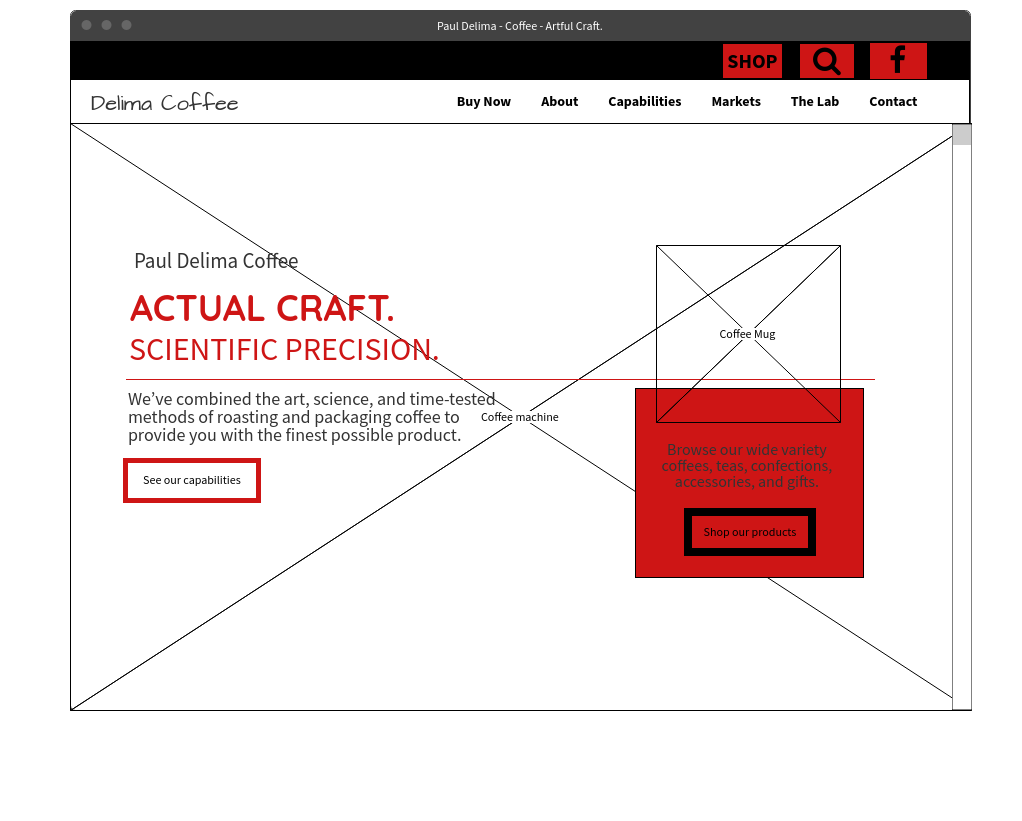 Paul Delima - Coffee - Artful Craft.
SHOP
Delima Coffee
Buy Now About Capabilities Markets The Lab Contact
Paul Delima Coffee
ACTUAL CRAFT.
SCIENTIFIC PRECISION.
Coffee Mug
We’ve combined the art, science, and time-tested
methods of roasting and packaging coffee to
provide you with the finest possible product.
Coffee machine
See our capabilities
Browse our wide variety
coffees, teas, confections,
accessories, and gifts.
Shop our products